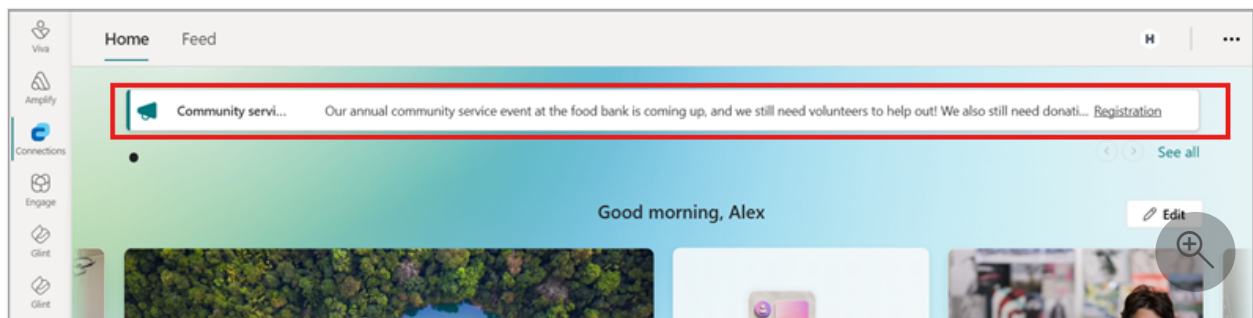 Viva
Home Feed H ...
Amplify
Community servi... Our annual community service event at the food bank is coming up, and we still need volunteers to help out! We also still need donati... Registration
Connections
See all
Engage
Good morning, Alex
Edit
Glint
Glint